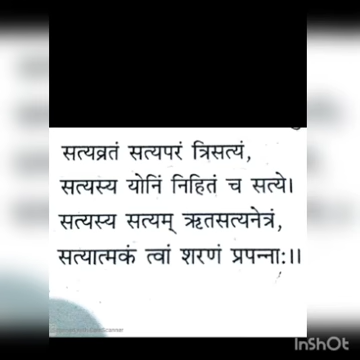 सत्यव्रतं सत्यपरं त्रिसत्यं,
सत्यस्य योनिं निहितं च सत्ये।
सत्यस्य सत्यम् ऋतसत्यनेत्रं,
सत्यात्मकं त्वां शरणं प्रपन्ना:।।
InShOt